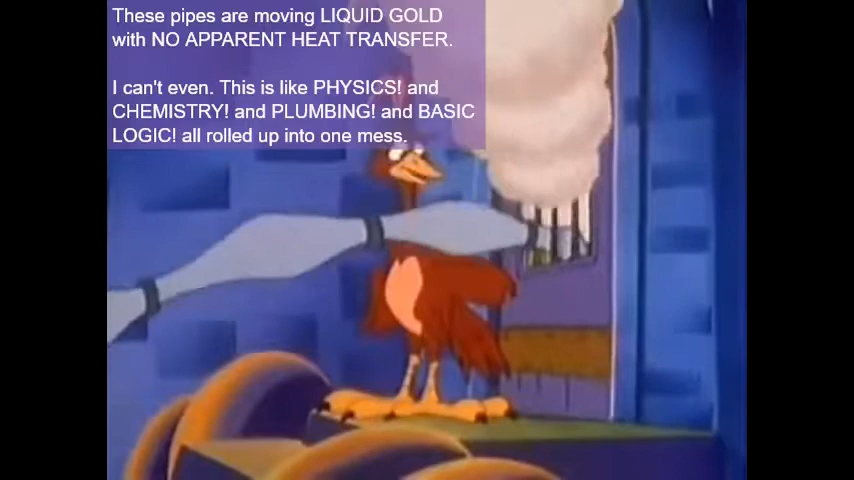 These pipes are moving LIQUID GOLD
with NO APPARENT HEAT TRANSFER.
I can't even. This is like PHYSICS! and
CHEMISTRY! and PLUMBING! and BASIC
LOGIC! all rolled up into one mess.